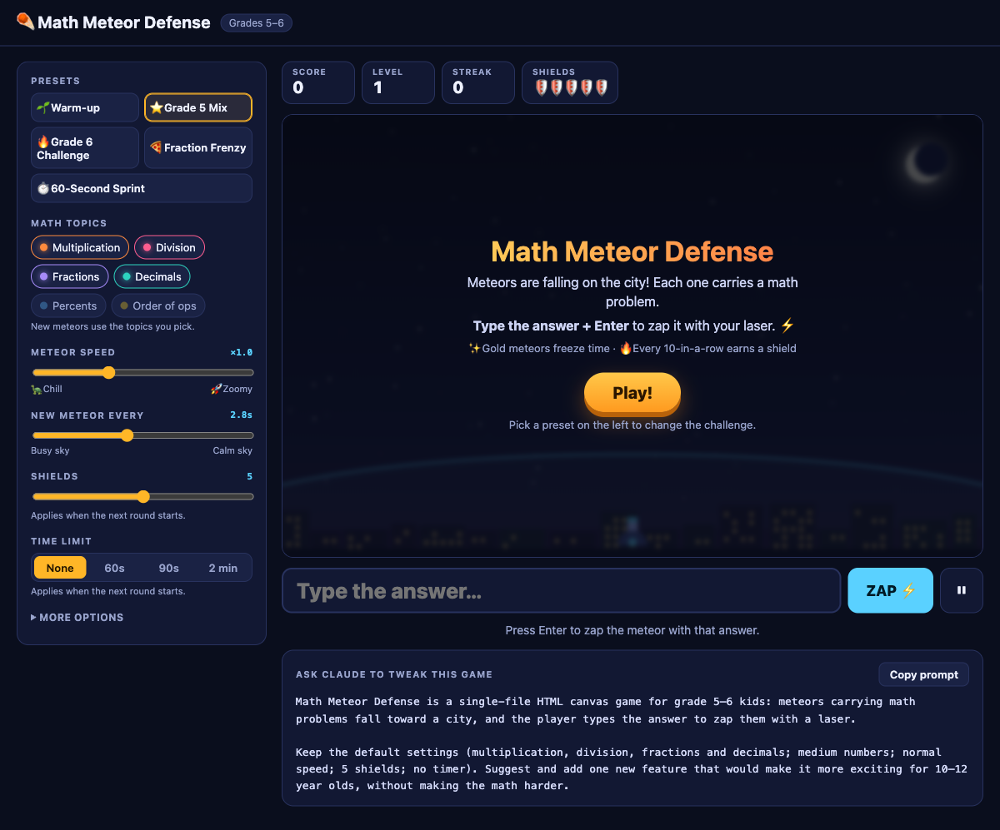 Math Meteor Defense
Grades 5–6
PRESETS
Warm-up
Grade 5 Mix
Grade 6
Challenge
Fraction Frenzy
60-Second Sprint
MATH TOPICS
Multiplication
Division
Fractions
Decimals
Percents
Order of ops
New meteors use the topics you pick.
METEOR SPEED
×1.0
Chill
Zoomy
NEW METEOR EVERY
2.8s
Busy sky
Calm sky
SHIELDS
5
Applies when the next round starts.
TIME LIMIT
None
60s
90s
2 min
Applies when the next round starts.
MORE OPTIONS
SCORE
0
LEVEL
1
STREAK
0
SHIELDS
Math Meteor Defense
Meteors are falling on the city! Each one carries a math
problem.
Type the answer + Enter to zap it with your laser. ⚡
✨Gold meteors freeze time · 🔥Every 10-in-a-row earns a shield
Play!
Pick a preset on the left to change the challenge.
Type the answer...
ZAP ⚡
Press Enter to zap the meteor with that answer.
ASK CLAUDE TO TWEAK THIS GAME
Copy prompt
Math Meteor Defense is a single-file HTML canvas game for grade 5–6 kids: meteors carrying math
problems fall toward a city, and the player types the answer to zap them with a laser.
Keep the default settings (multiplication, division, fractions and decimals; medium numbers; normal
speed; 5 shields; no timer). Suggest and add one new feature that would make it more exciting for 10–12
year olds, without making the math harder.